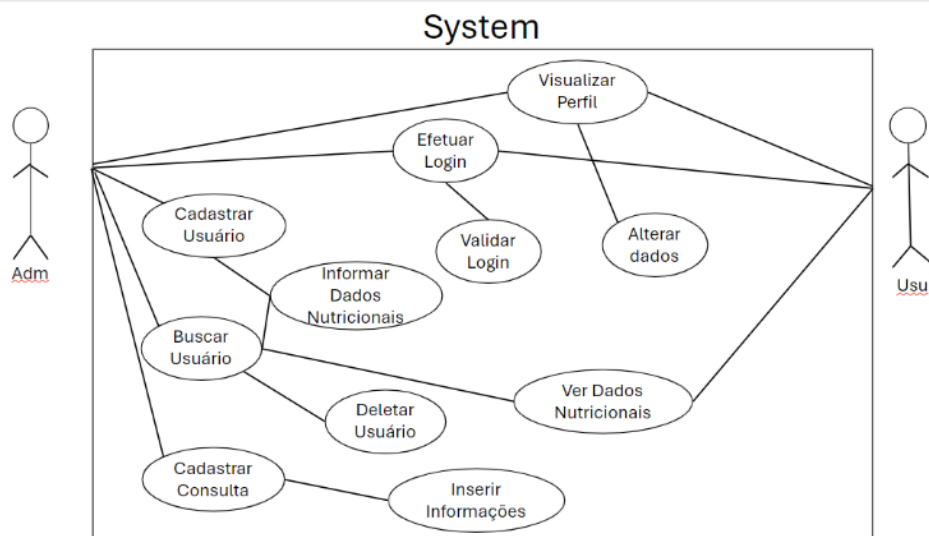 System
Visualizar
Perfil
Efetuar
Login
Cadastrar
Usuário
Validar
Login
Alterar
dados
Adm
Usu
Informar
Dados
Nutricionais
Buscar
Usuário
Ver Dados
Nutricionais
Deletar
Usuário
Cadastrar
Consulta
Inserir
Informações